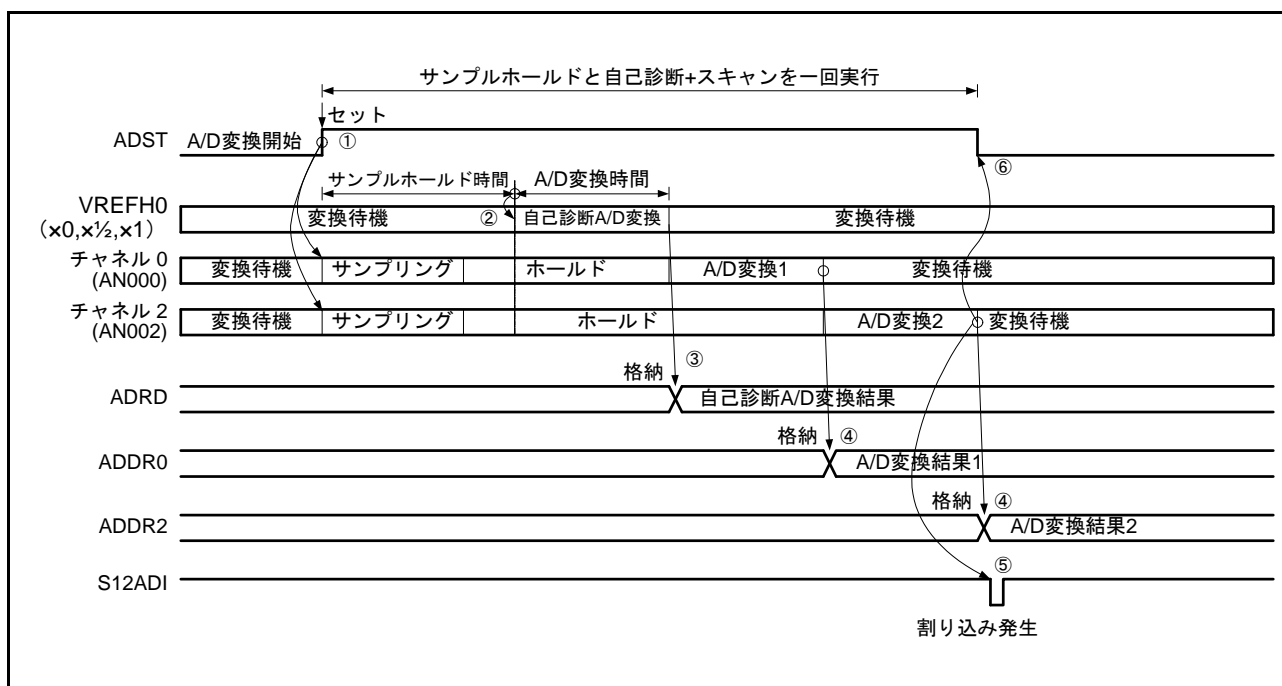 サンプルホールドと自己診断+スキャンを一回実行
セット
ADST
A/D変換開始
①
⑥
サンプルホールド時間
A/D変換時間
VREFH0
(×0,×½,×1)
変換待機
②
自己診断A/D変換
変換待機
チャネル 0
(AN000)
変換待機
サンプリング
ホールド
A/D変換1
変換待機
チャネル 2
(AN002)
変換待機
サンプリング
ホールド
A/D変換2
変換待機
格納
③
ADRD
自己診断A/D変換結果
格納
④
ADDR0
A/D変換結果1
格納
④
ADDR2
A/D変換結果2
S12ADI
⑤
割り込み発生